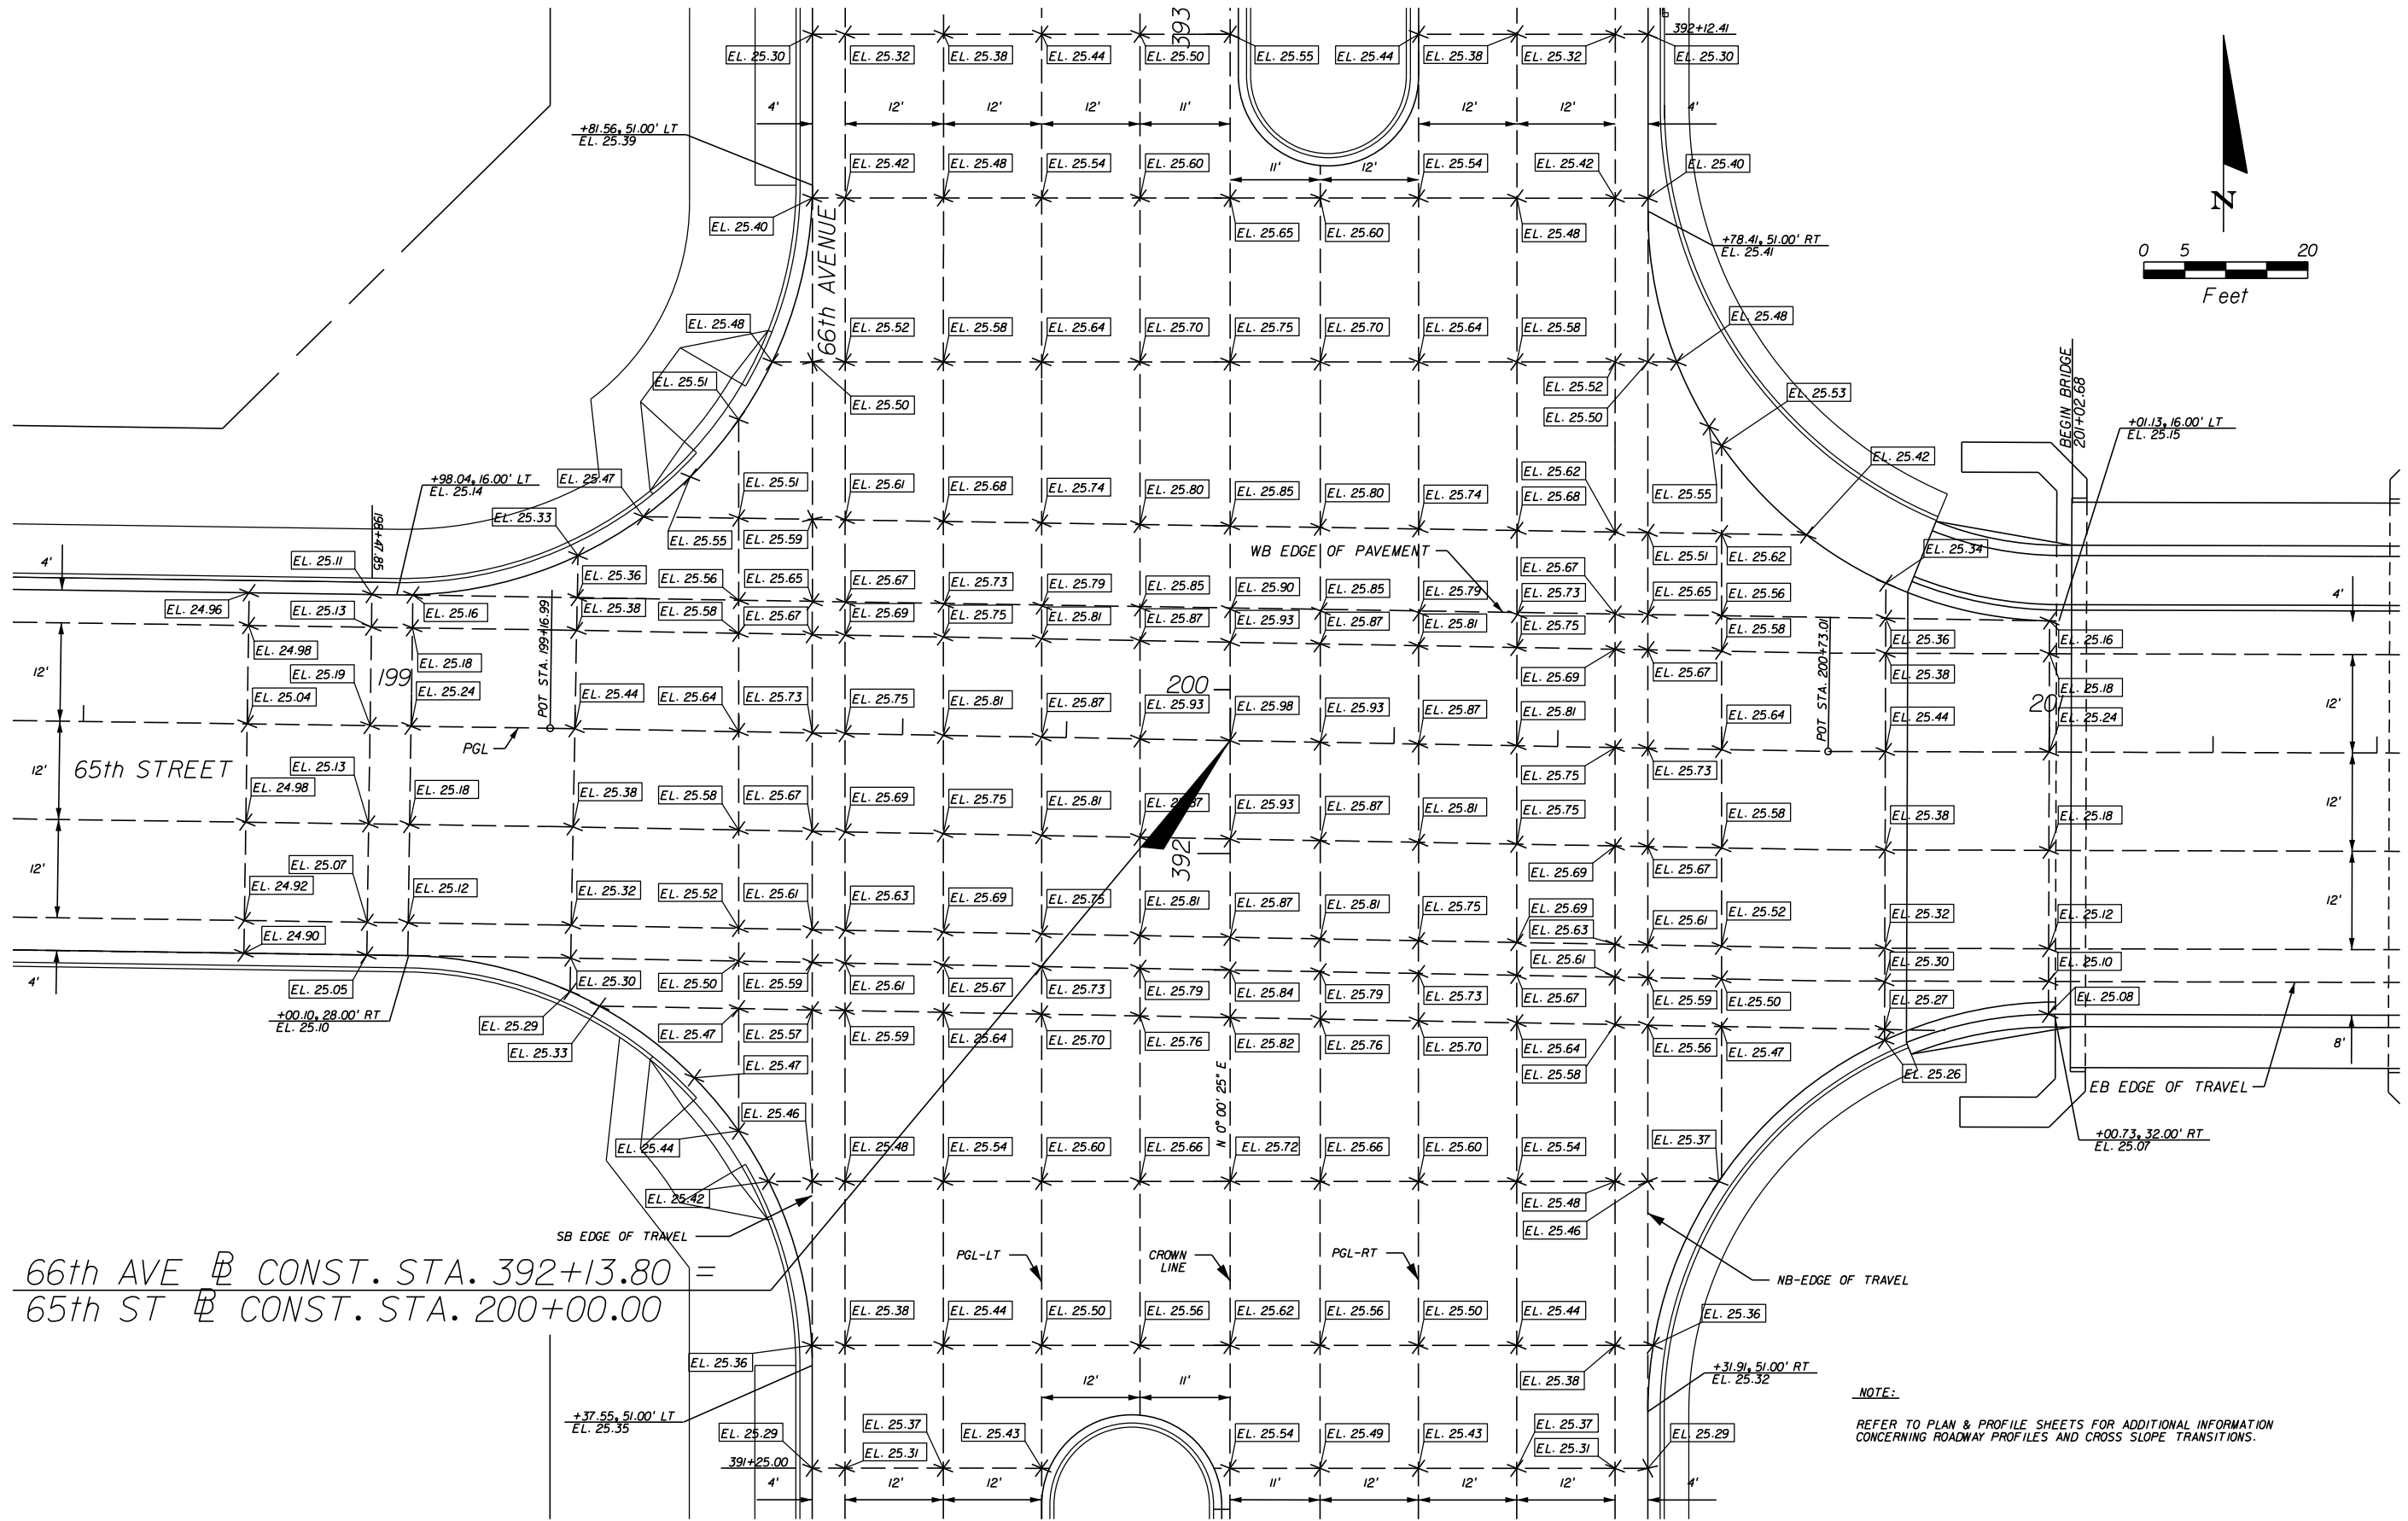 393
392+12.41
EL. 25.30
EL. 25.32
EL. 25.38
EL. 25.44
EL. 25.50
EL. 25.55
EL. 25.44
EL. 25.38
EL. 25.32
EL. 25.30
4'
12'
12'
12'
11'
12'
12'
4'
+81.56, 51.00' LT
EL. 25.39
EL. 25.42
EL. 25.48
EL. 25.54
EL. 25.60
11'
12'
EL. 25.54
EL. 25.42
EL. 25.40
EL. 25.40
66th AVENUE
EL. 25.65
EL. 25.60
EL. 25.48
+78.41, 51.00' RT
EL. 25.41
N
0 5 20
Feet
EL. 25.48
EL. 25.52
EL. 25.58
EL. 25.64
EL. 25.70
EL. 25.75
EL. 25.70
EL. 25.64
EL. 25.58
EL. 25.48
EL. 25.51
EL. 25.50
EL. 25.52
EL. 25.50
EL. 25.53
BEGIN BRIDGE
201+02.68
+01.13, 16.00' LT
EL. 25.15
+98.04, 16.00' LT
EL. 25.14
EL. 25.47
EL. 25.51
EL. 25.61
EL. 25.68
EL. 25.74
EL. 25.80
EL. 25.85
EL. 25.80
EL. 25.74
EL. 25.62
EL. 25.68
EL. 25.55
EL. 25.42
198+47.85
EL. 25.33
EL. 25.55
EL. 25.59
WB EDGE OF PAVEMENT
EL. 25.51
EL. 25.62
EL. 25.34
4'
EL. 25.11
EL. 25.36
EL. 25.56
EL. 25.65
EL. 25.67
EL. 25.73
EL. 25.79
EL. 25.85
EL. 25.90
EL. 25.85
EL. 25.79
EL. 25.67
EL. 25.73
EL. 25.65
EL. 25.56
4'
EL. 24.96
EL. 25.13
EL. 25.16
EL. 25.38
EL. 25.58
EL. 25.67
EL. 25.69
EL. 25.75
EL. 25.81
EL. 25.87
EL. 25.93
EL. 25.87
EL. 25.81
EL. 25.75
EL. 25.58
EL. 25.36
EL. 25.16
12'
EL. 24.98
EL. 25.19
199
EL. 25.18
POT STA. 199+16.99
EL. 25.69
EL. 25.67
POT STA. 200+73.01
EL. 25.38
EL. 25.18
12'
EL. 25.04
EL. 25.24
EL. 25.44
EL. 25.64
EL. 25.73
EL. 25.75
EL. 25.81
EL. 25.87
200
EL. 25.93
EL. 25.98
EL. 25.93
EL. 25.87
EL. 25.81
EL. 25.64
EL. 25.44
201
EL. 25.24
PGL
65th STREET
12'
EL. 25.13
EL. 24.98
EL. 25.18
EL. 25.38
EL. 25.58
EL. 25.67
EL. 25.69
EL. 25.75
EL. 25.81
EL. 25.87
EL. 25.93
EL. 25.87
EL. 25.81
EL. 25.75
EL. 25.73
EL. 25.75
EL. 25.58
EL. 25.38
EL. 25.18
12'
392
12'
EL. 25.07
EL. 24.92
EL. 25.12
EL. 25.32
EL. 25.52
EL. 25.61
EL. 25.63
EL. 25.69
EL. 25.75
EL. 25.81
EL. 25.87
EL. 25.81
EL. 25.75
EL. 25.69
EL. 25.67
EL. 25.69
EL. 25.63
EL. 25.61
EL. 25.52
EL. 25.32
EL. 25.12
12'
EL. 24.90
4'
EL. 25.05
EL. 25.30
EL. 25.50
EL. 25.59
EL. 25.61
EL. 25.67
EL. 25.73
EL. 25.79
EL. 25.84
EL. 25.79
EL. 25.73
EL. 25.61
EL. 25.67
EL. 25.59
EL. 25.50
EL. 25.30
EL. 25.10
+00.10, 28.00' RT
EL. 25.10
EL. 25.29
EL. 25.33
EL. 25.47
EL. 25.57
EL. 25.59
EL. 25.64
EL. 25.70
EL. 25.76
EL. 25.82
EL. 25.76
EL. 25.70
EL. 25.64
EL. 25.58
EL. 25.56
EL. 25.47
EL. 25.27
EL. 25.08
8'
EL. 25.47
EL. 25.26
EB EDGE OF TRAVEL
N 0° 00' 25" E
EL. 25.46
EL. 25.44
EL. 25.48
EL. 25.54
EL. 25.60
EL. 25.66
EL. 25.72
EL. 25.66
EL. 25.60
EL. 25.54
EL. 25.37
+00.73, 32.00' RT
EL. 25.07
EL. 25.42
EL. 25.48
EL. 25.46
SB EDGE OF TRAVEL
PGL-LT
CROWN
LINE
PGL-RT
NB-EDGE OF TRAVEL
66th AVE ⅊ CONST. STA. 392+13.80 =
65th ST ⅊ CONST. STA. 200+00.00
EL. 25.38
EL. 25.44
EL. 25.50
EL. 25.56
EL. 25.62
EL. 25.56
EL. 25.50
EL. 25.44
EL. 25.36
EL. 25.36
EL. 25.38
12'
11'
+31.91, 51.00' RT
EL. 25.32
+37.55, 51.00' LT
EL. 25.35
NOTE:
REFER TO PLAN & PROFILE SHEETS FOR ADDITIONAL INFORMATION
CONCERNING ROADWAY PROFILES AND CROSS SLOPE TRANSITIONS.
EL. 25.29
EL. 25.37
EL. 25.31
EL. 25.43
EL. 25.54
EL. 25.49
EL. 25.43
EL. 25.37
EL. 25.31
EL. 25.29
391+25.00
4'
12'
12'
11'
12'
12'
12'
4'